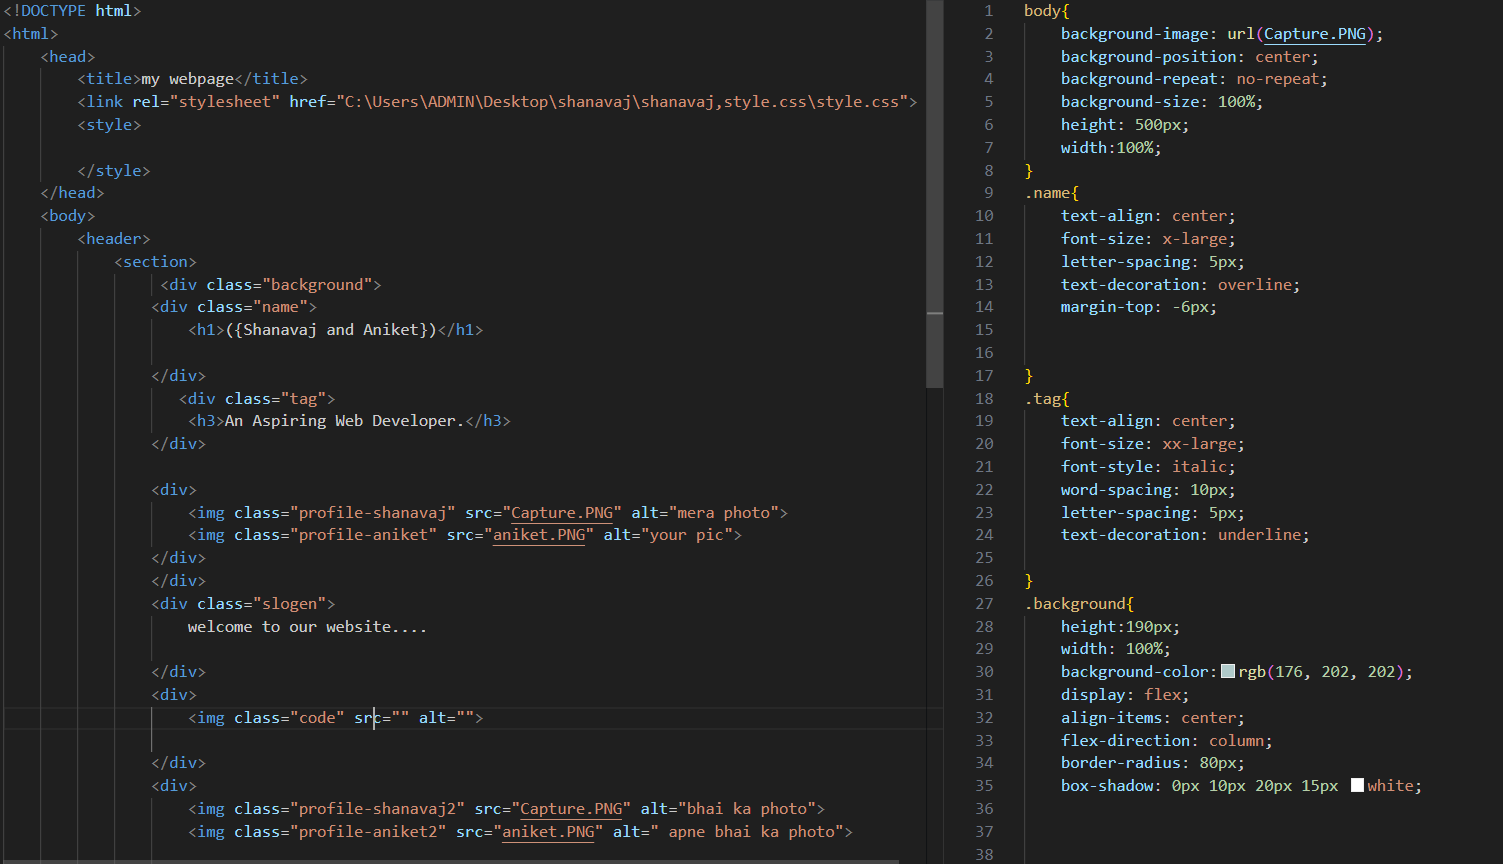 <!DOCTYPE html>
<html>
<head>
<title>my webpage</title>
<link rel="stylesheet" href="C:\Users\ADMIN\Desktop\shanavaj\shanavaj,style.css\style.css">
<style>
</style>
</head>
<body>
<header>
<section>
<div class="background">
<div class="name">
<h1>({Shanavaj and Aniket})</h1>
</div>
<div class="tag">
<h3>An Aspiring Web Developer.</h3>
</div>
<div>
<img class="profile-shanavaj" src="Capture.PNG" alt="mera photo">
<img class="profile-aniket" src="aniket.PNG" alt="your pic">
</div>
</div>
<div class="slogen">
welcome to our website....
</div>
<div>
<img class="code" src="" alt="">
</div>
<div>
<img class="profile-shanavaj2" src="Capture.PNG" alt="bhai ka photo">
<img class="profile-aniket2" src="aniket.PNG" alt=" apne bhai ka photo">
1 body{
2 background-image: url(Capture.PNG);
3 background-position: center;
4 background-repeat: no-repeat;
5 background-size: 100%;
6 height: 500px;
7 width:100%;
8 }
9 .name{
10 text-align: center;
11 font-size: x-large;
12 letter-spacing: 5px;
13 text-decoration: overline;
14 margin-top: -6px;
15
16
17 }
18 .tag{
19 text-align: center;
20 font-size: xx-large;
21 font-style: italic;
22 word-spacing: 10px;
23 letter-spacing: 5px;
24 text-decoration: underline;
25
26 }
27 .background{
28 height:190px;
29 width: 100%;
30 background-color: rgb(176, 202, 202);
31 display: flex;
32 align-items: center;
33 flex-direction: column;
34 border-radius: 80px;
35 box-shadow: 0px 10px 20px 15px white;
36
37
38